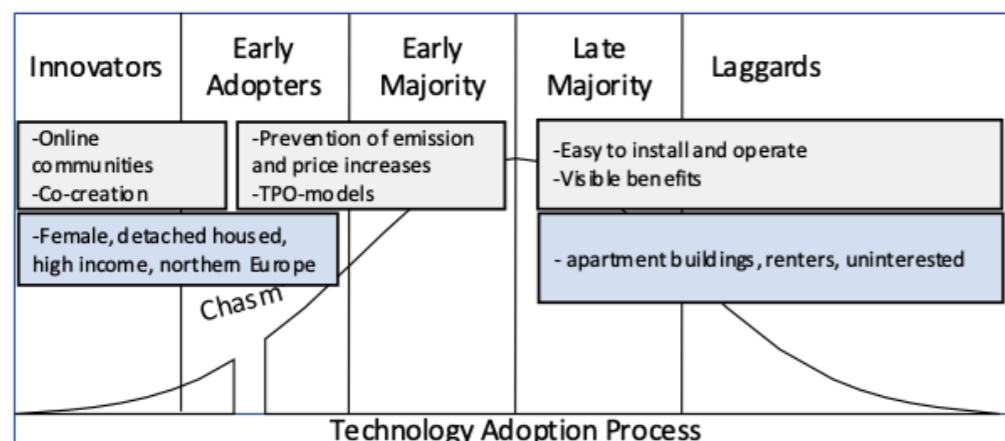 Innovators
Early
Adopters
Early
Majority
Late
Majority
Laggards
-Online
communities
-Co-creation
-Prevention of emission
and price increases
-TPO-models
-Easy to install and operate
-Visible benefits
-Female, detached housed,
high income, northern Europe
- apartment buildings, renters, uninterested
Chasm
Technology Adoption Process